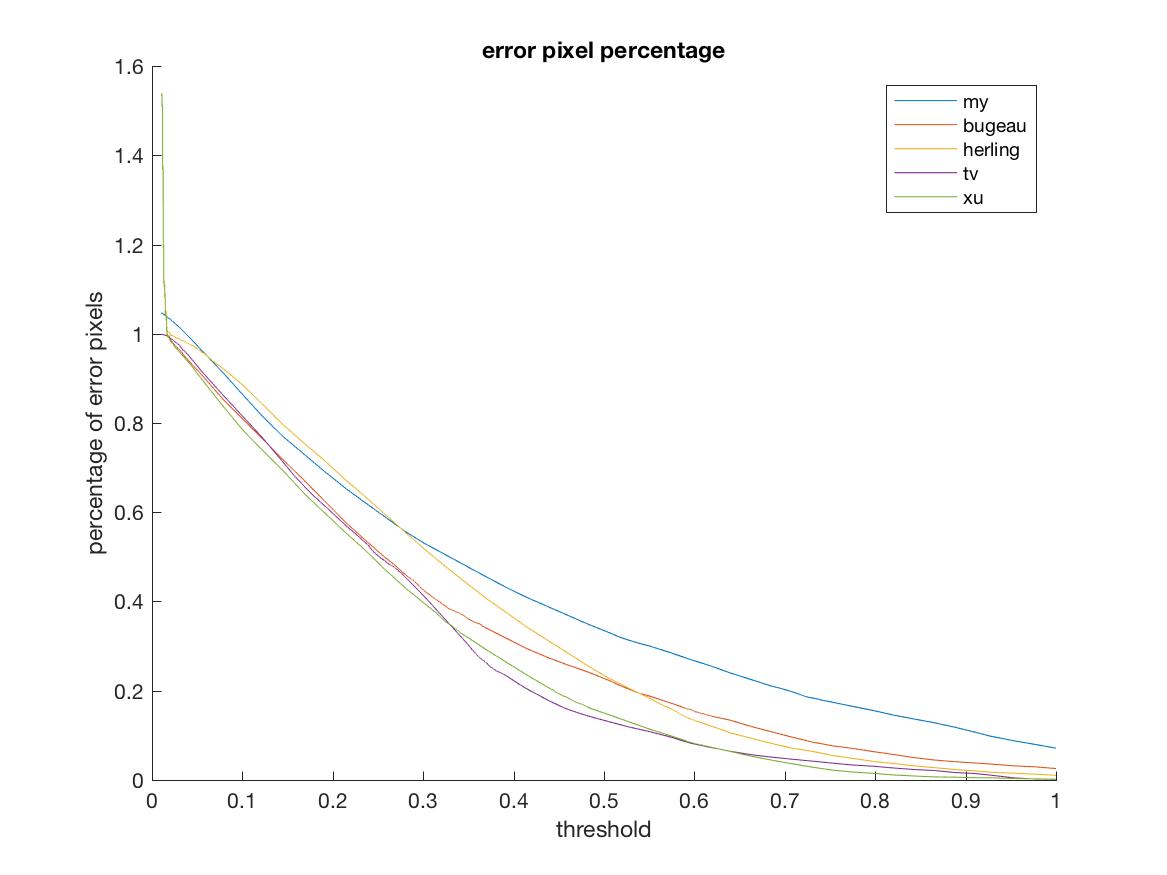 error pixel percentage
my
bugeau
herling
tv
xu
percentage of error pixels
1.6
1.4
1.2
1
0.8
0.6
0.4
0.2
0
0 0.1 0.2 0.3 0.4 0.5 0.6 0.7 0.8 0.9 1
threshold